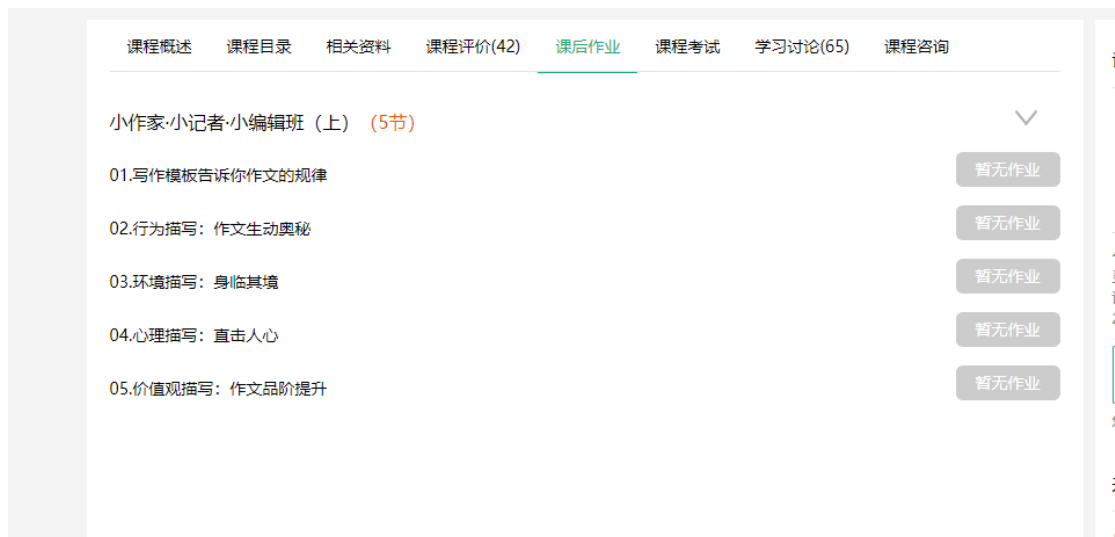 课程概述 课程目录 相关资料 课程评价(42) 课后作业 课程考试 学习讨论(65) 课程咨询
小作家·小记者·小编辑班（上）（5节）
01.写作模板告诉你作文的规律 暂无作业
02.行为描写：作文生动奥秘 暂无作业
03.环境描写：身临其境 暂无作业
04.心理描写：直击人心 暂无作业
05.价值观描写：作文品阶提升 暂无作业